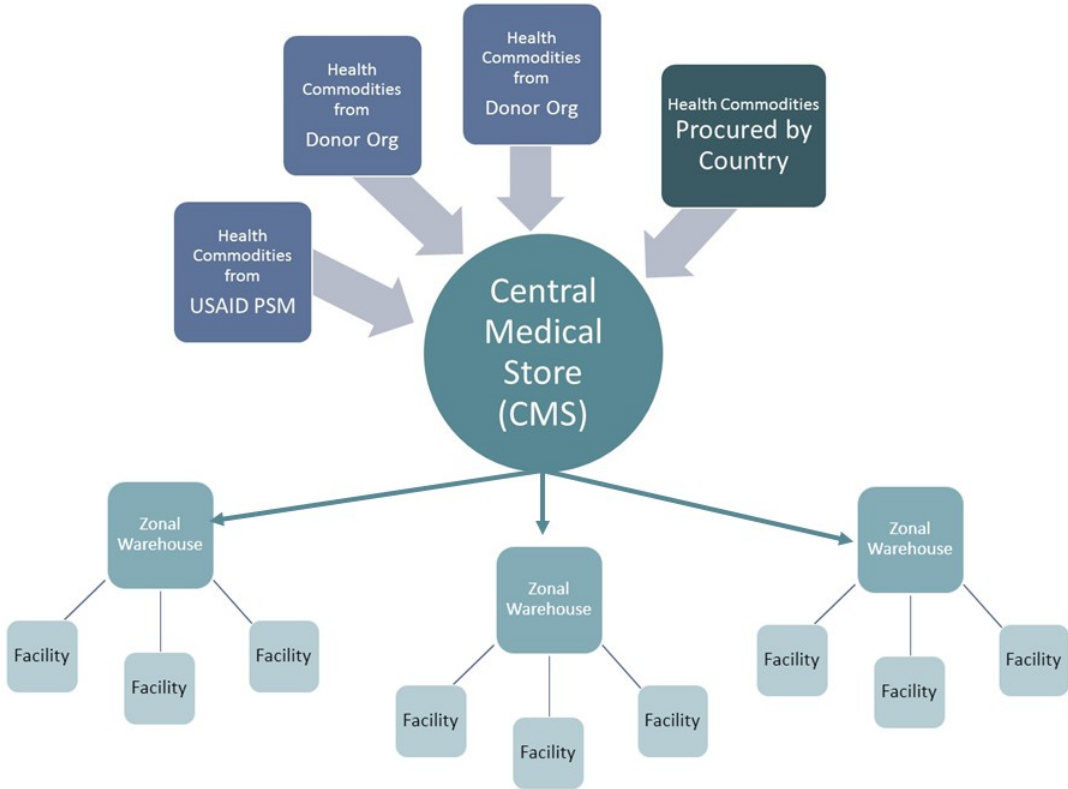 Health
Commodities
from
USAID PSM
Health
Commodities
from
Donor Org
Health
Commodities
from
Donor Org
Health Commodities
Procured by
Country
Central
Medical
Store
(CMS)
Zonal
Warehouse
Facility
Facility
Facility
Zonal
Warehouse
Facility
Facility
Facility
Zonal
Warehouse
Facility
Facility
Facility